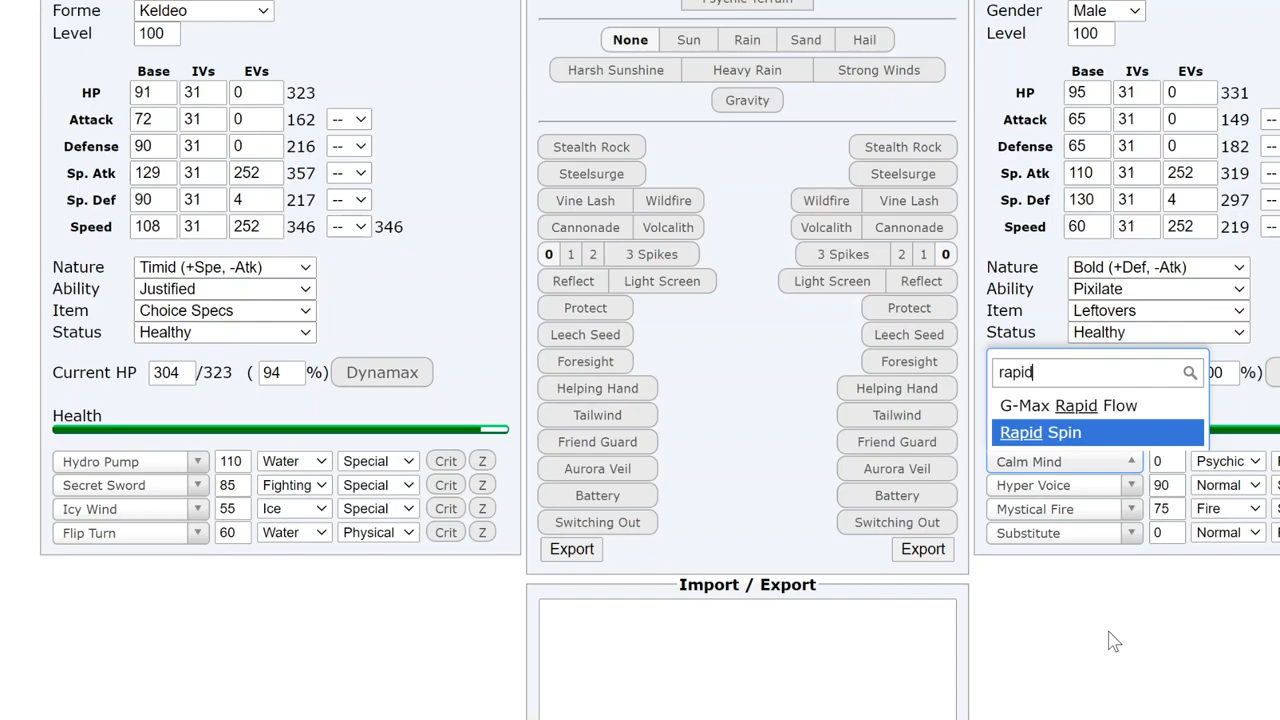 Forme Keldeo
Level 100
Base IVs EVs
HP 91 31 0 323
Attack 72 31 0 162 --
Defense 90 31 0 216 --
Sp. Atk 129 31 252 357 --
Sp. Def 90 31 4 217 --
Speed 108 31 252 346 -- 346
Nature Timid (+Spe, -Atk)
Ability Justified
Item Choice Specs
Status Healthy
Current HP 304 /323 ( 94 %) Dynamax
Health
Hydro Pump 110 Water Special Crit Z
Secret Sword 85 Fighting Special Crit Z
Icy Wind 55 Ice Special Crit Z
Flip Turn 60 Water Physical Crit Z
Psychic Terrain
None Sun Rain Sand Hail
Harsh Sunshine Heavy Rain Strong Winds
Gravity
Stealth Rock Stealth Rock
Steelsurge Steelsurge
Vine Lash Wildfire Wildfire Vine Lash
Cannonade Volcalith Volcalith Cannonade
0 1 2 3 Spikes 3 Spikes 2 1 0
Reflect Light Screen Light Screen Reflect
Protect Protect
Leech Seed Leech Seed
Foresight Foresight
Helping Hand Helping Hand
Tailwind Tailwind
Friend Guard Friend Guard
Aurora Veil Aurora Veil
Battery Battery
Switching Out Switching Out
Export Export
Import / Export
Gender Male
Level 100
Base IVs EVs
HP 95 31 0 331
Attack 65 31 0 149 --
Defense 65 31 0 182 --
Sp. Atk 110 31 252 319 --
Sp. Def 130 31 4 297 --
Speed 60 31 252 219 --
Nature Bold (+Def, -Atk)
Ability Pixilate
Item Leftovers
Status Healthy
rapid 00 %)
G-Max Rapid Flow
Rapid Spin
Calm Mind 0 Psychic
Hyper Voice 90 Normal
Mystical Fire 75 Fire
Substitute 0 Normal